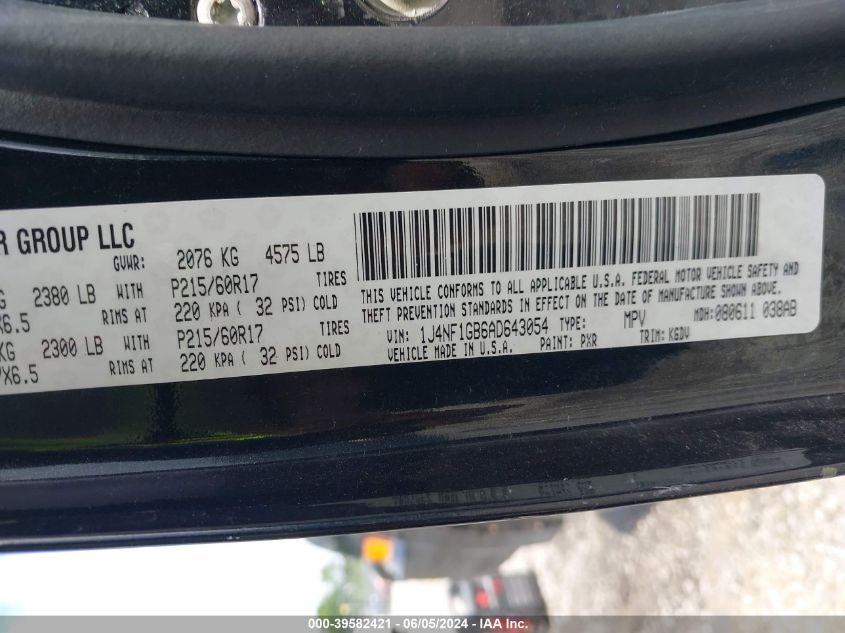 R GROUP LLC
GVWR: 2076 KG 4575 LB
G 2380 LB WITH P215/60R17 TIRES
X6.5 RIMS AT 220 KPA ( 32 PSI) COLD
KG 2300 LB WITH P215/60R17 TIRES
X6.5 RIMS AT 220 KPA ( 32 PSI) COLD
THIS VEHICLE CONFORMS TO ALL APPLICABLE U.S.A. FEDERAL MOTOR VEHICLE SAFETY AND
THEFT PREVENTION STANDARDS IN EFFECT ON THE DATE OF MANUFACTURE SHOWN ABOVE.
VIN: 1J4NF1GB6AD643054 TYPE: MPV MDH: 080611 038AB
VEHICLE MADE IN U.S.A. PAINT: PXR TRIM: K6DV
000-39582421 - 06/05/2024 - IAA Inc.